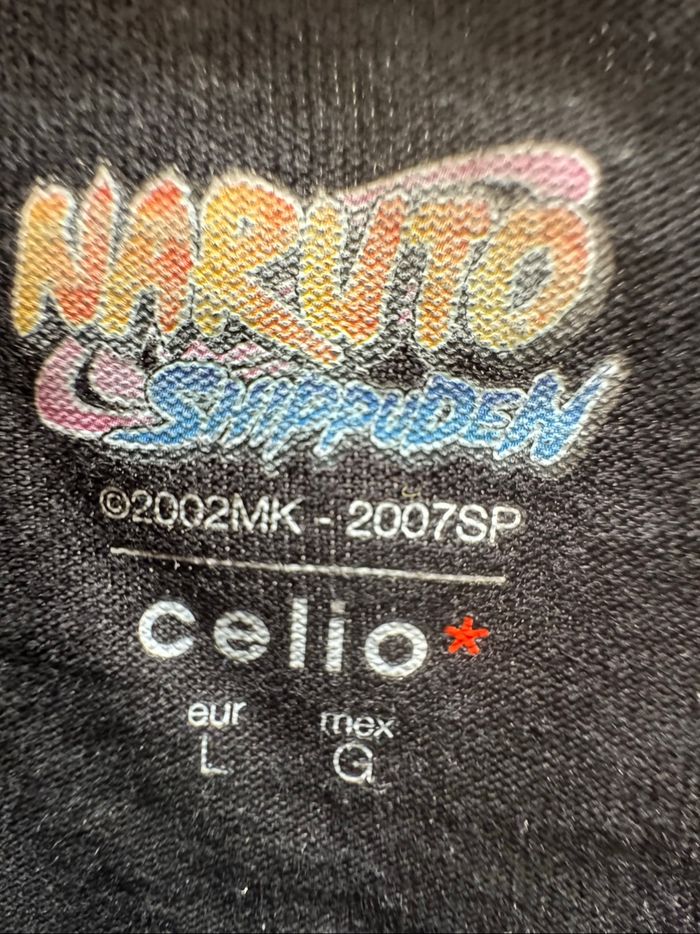 NARUTO
SHIPPUDEN
©2002MK - 2007SP
celio*
eur mex
L G